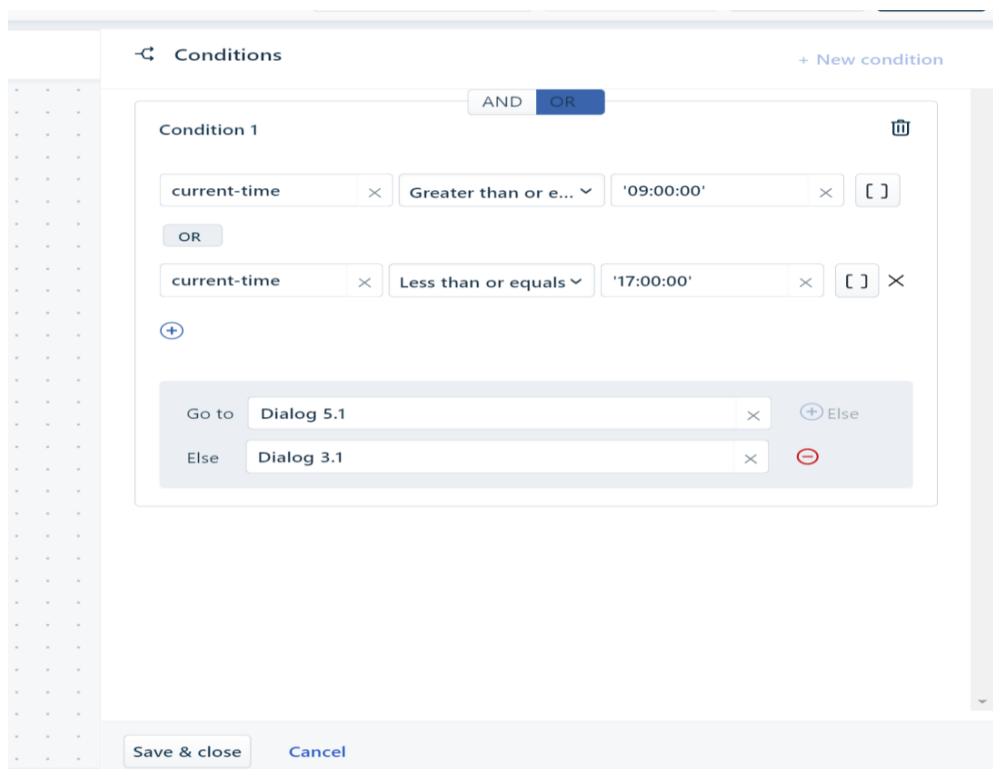 Conditions
+ New condition
AND OR
Condition 1
current-time Greater than or e... '09:00:00' [ ]
OR
current-time Less than or equals '17:00:00' [ ]
Go to Dialog 5.1 Else
Else Dialog 3.1
Save & close Cancel